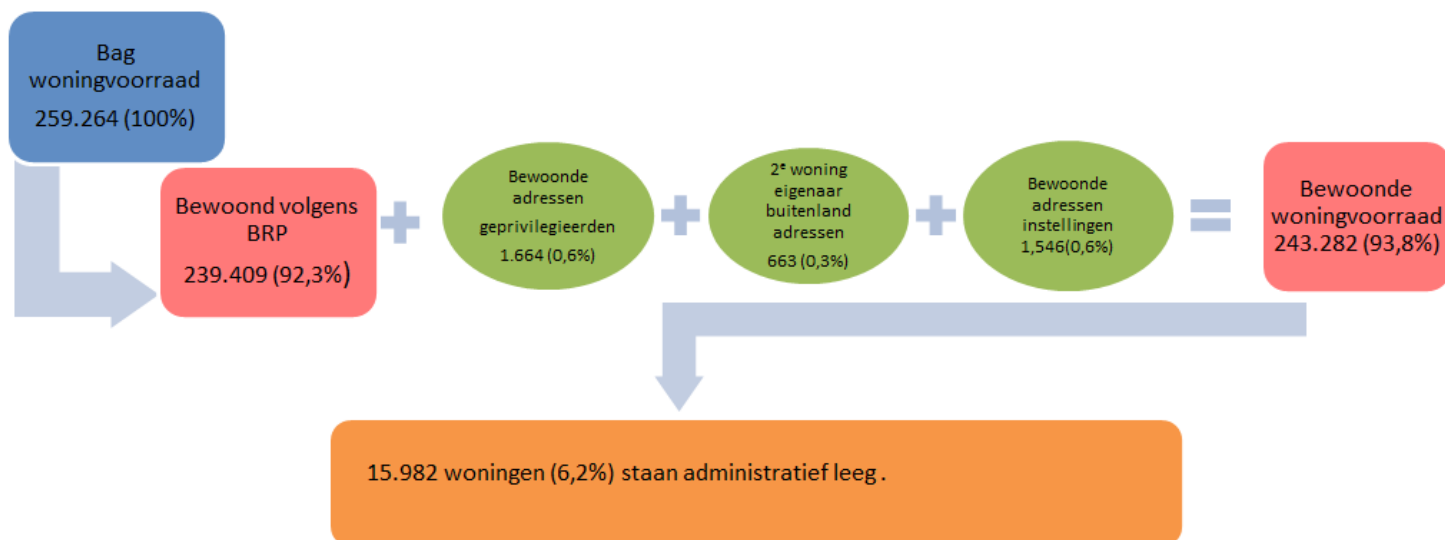 Bag
woningvoorraad
259.264 (100%)
Bewoond volgens
BRP
239.409 (92,3%)
Bewoonde
adressen
geprivilegieerden
1.664 (0,6%)
2e woning
eigenaar
buitenland
adressen
663 (0,3%)
Bewoonde
adressen
instellingen
1,546(0,6%)
Bewoonde
woningvoorraad
243.282 (93,8%)
15.982 woningen (6,2%) staan administratief leeg .